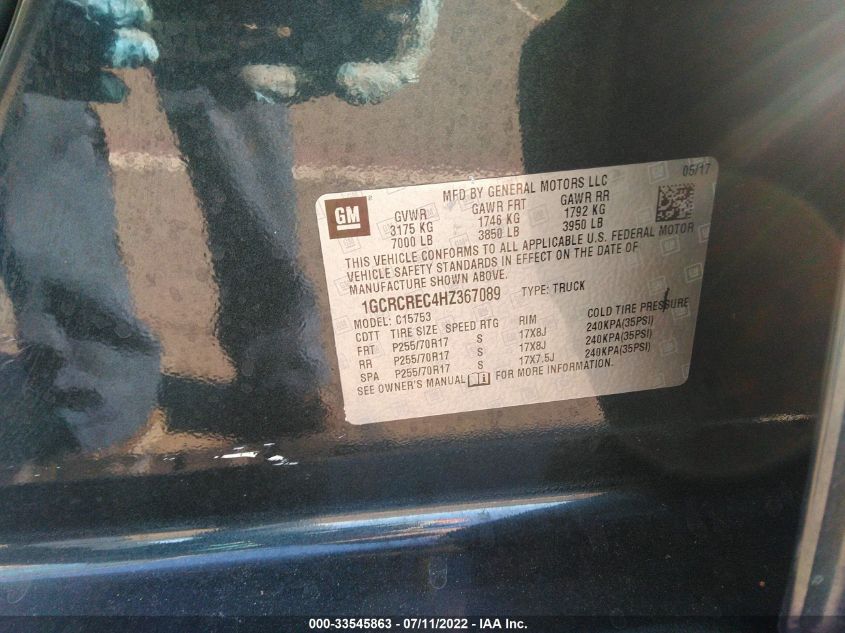 05/17
MFD BY GENERAL MOTORS LLC
GM
GVWR GAWR FRT GAWR RR
3175 KG 1746 KG 1792 KG
7000 LB 3850 LB 3950 LB
THIS VEHICLE CONFORMS TO ALL APPLICABLE U.S. FEDERAL MOTOR
VEHICLE SAFETY STANDARDS IN EFFECT ON THE DATE OF
MANUFACTURE SHOWN ABOVE.
1GCRCREC4HZ367089 TYPE: TRUCK
MODEL: C15753
CDTT TIRE SIZE SPEED RTG RIM COLD TIRE PRESSURE
FRT P255/70R17 S 17X8J 240KPA(35PSI)
RR P255/70R17 S 17X8J 240KPA(35PSI)
SPA P255/70R17 S 17X7.5J 240KPA(35PSI)
SEE OWNER'S MANUAL FOR MORE INFORMATION.
000-33545863 - 07/11/2022 - IAA Inc.